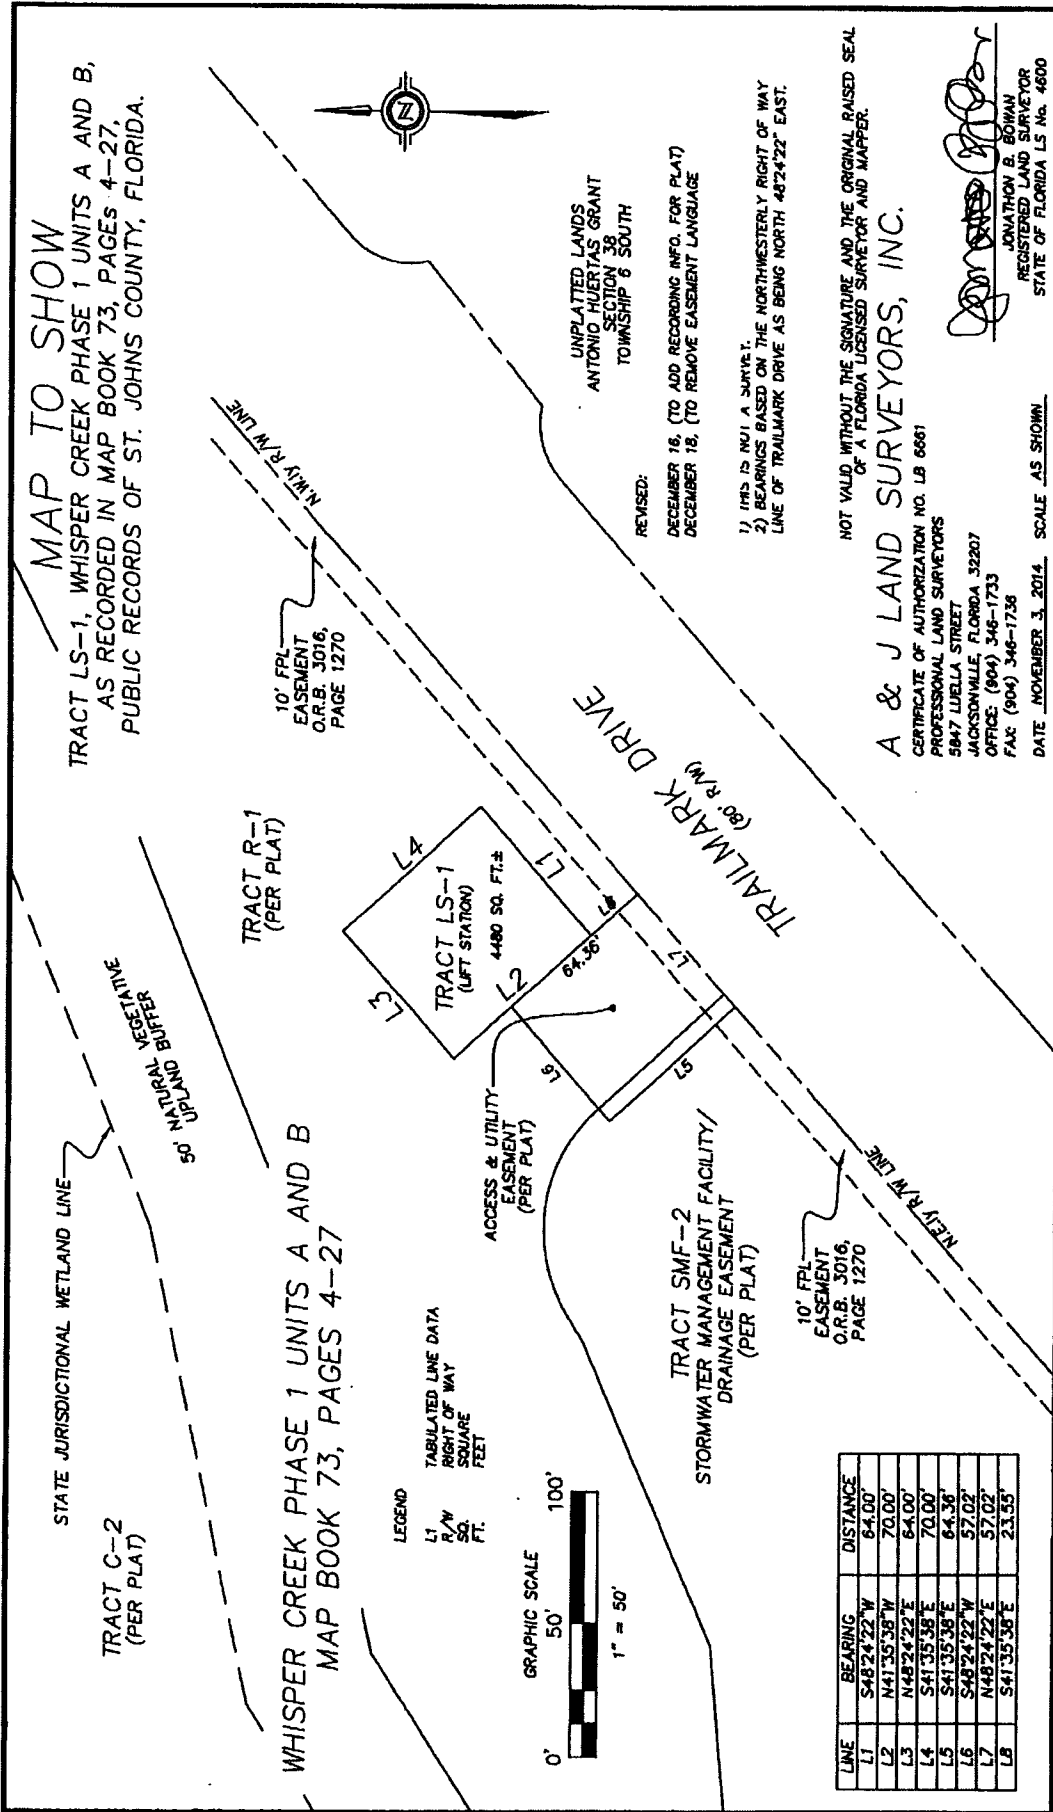 MAP TO SHOW
TRACT LS-1, WHISPER CREEK PHASE 1 UNITS A AND B,
AS RECORDED IN MAP BOOK 73, PAGEs 4-27,
PUBLIC RECORDS OF ST. JOHNS COUNTY, FLORIDA.
STATE JURISDICTIONAL WETLAND LINE
TRACT C-2
(PER PLAT)
50' NATURAL VEGETATIVE
UPLAND BUFFER
TRACT R-1
(PER PLAT)
10' FPL
EASEMENT
O.R.B. 3016,
PAGE 1270
N.W.ly R/W LINE
N
WHISPER CREEK PHASE 1 UNITS A AND B
MAP BOOK 73, PAGES 4-27
L3
L4
TRACT LS-1
(LIFT STATION)
4480 SQ. FT.±
L1
L2
64.36'
L8
L6
L7
L5
ACCESS & UTILITY
EASEMENT
(PER PLAT)
LEGEND
L1 TABULATED LINE DATA
R/W RIGHT OF WAY
SQ. SQUARE
FT. FEET
GRAPHIC SCALE
0' 50' 100'
1" = 50'
TRACT SMF-2
STORMWATER MANAGEMENT FACILITY/
DRAINAGE EASEMENT
(PER PLAT)
TRAILMARK DRIVE
(80' R/W)
10' FPL
EASEMENT
O.R.B. 3016,
PAGE 1270
N.E.ly R/W LINE
UNPLATTED LANDS
ANTONIO HUERTAS GRANT
SECTION 38
TOWNSHIP 6 SOUTH
REVISED:
DECEMBER 16, (TO ADD RECORDING INFO. FOR PLAT)
DECEMBER 18, (TO REMOVE EASEMENT LANGUAGE
1) THIS IS NOT A SURVEY.
2) BEARINGS BASED ON THE NORTHWESTERLY RIGHT OF WAY
LINE OF TRAILMARK DRIVE AS BEING NORTH 48°24'22" EAST.
NOT VALID WITHOUT THE SIGNATURE AND THE ORIGINAL RAISED SEAL
OF A FLORIDA LICENSED SURVEYOR AND MAPPER.
A & J LAND SURVEYORS, INC.
CERTIFICATE OF AUTHORIZATION NO. LB 6661
PROFESSIONAL LAND SURVEYORS
5847 LUELLA STREET
JACKSONVILLE, FLORIDA 32207
OFFICE: (904) 346-1733
FAX: (904) 346-1736
DATE NOVEMBER 3, 2014 SCALE AS SHOWN
JONATHON B. BOWAN
REGISTERED LAND SURVEYOR
STATE OF FLORIDA LS No. 4600
LINE BEARING DISTANCE
L1 S48°24'22"W 64.00'
L2 N41°35'38"W 70.00'
L3 N48°24'22"E 64.00'
L4 S41°35'38"E 70.00'
L5 S41°35'38"E 64.36'
L6 S48°24'22"W 57.02'
L7 N48°24'22"E 57.02'
L8 S41°35'38"E 23.55'